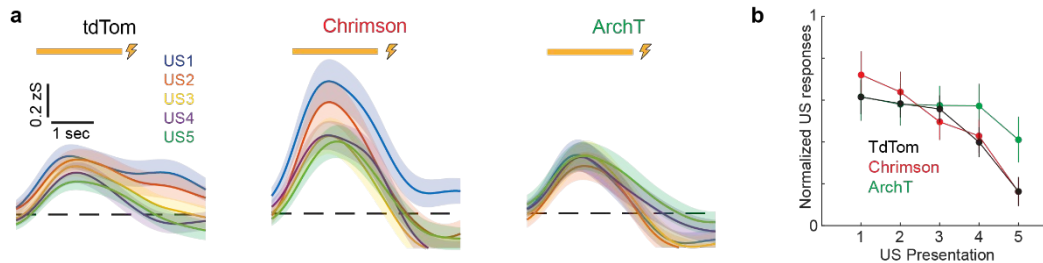 a
tdTom
Chrimson
ArchT
US1
US2
US3
US4
US5
0.2 zS
1 sec
b
Normalized US responses
1
0
TdTom
Chrimson
ArchT
1 2 3 4 5
US Presentation